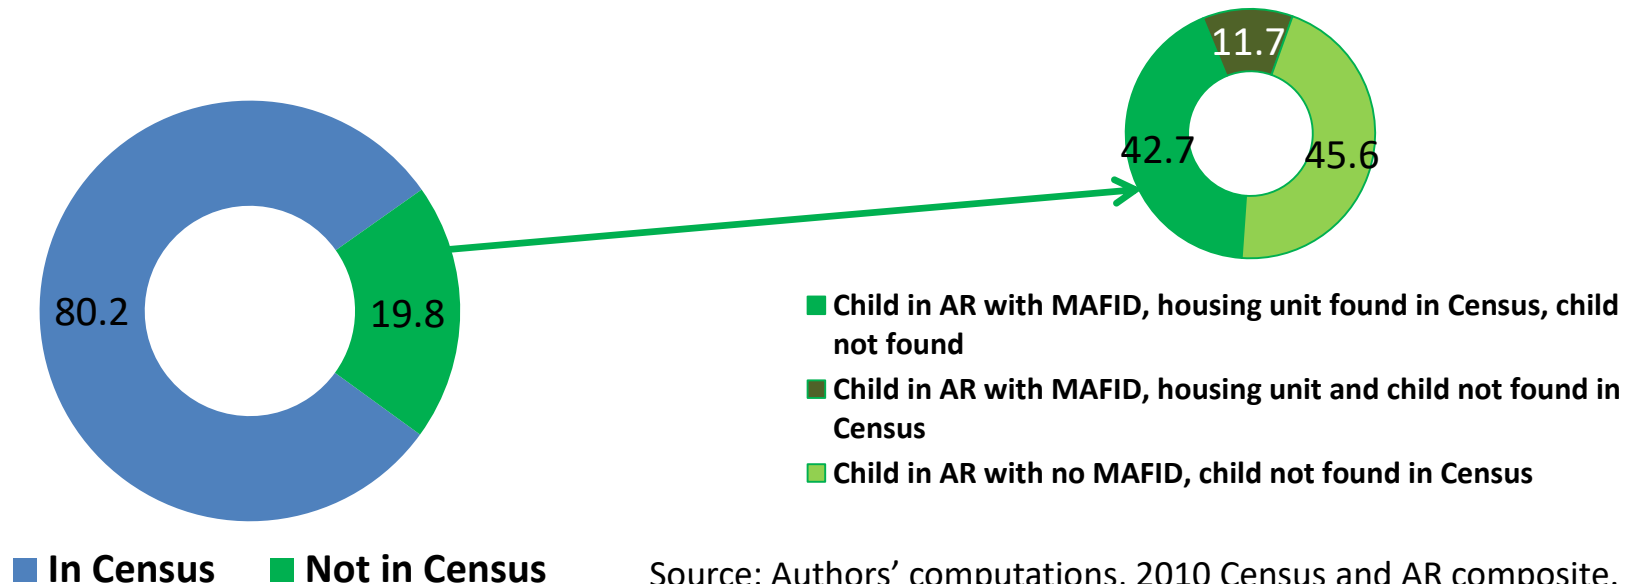 80.2
19.8
11.7
42.7
45.6
Child in AR with MAFID, housing unit found in Census, child
not found
Child in AR with MAFID, housing unit and child not found in
Census
Child in AR with no MAFID, child not found in Census
In Census
Not in Census
Source: Authors' computations, 2010 Census and AR composite.